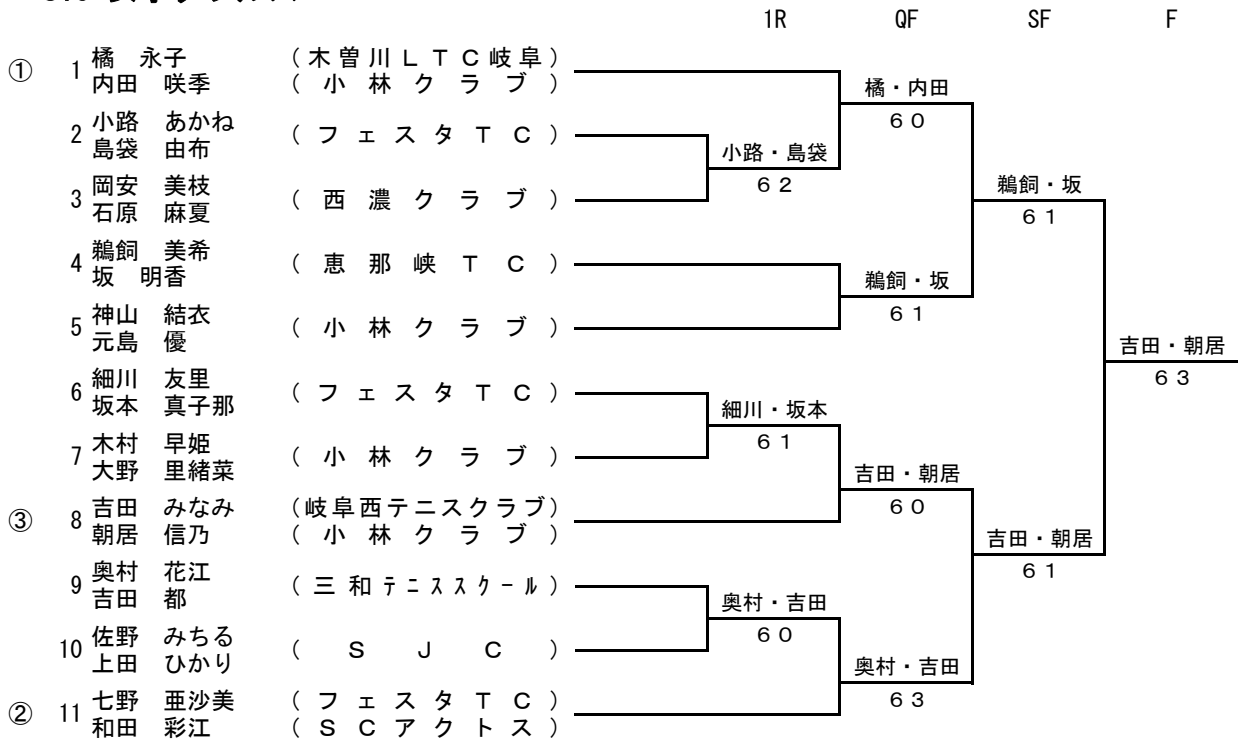 1R QF SF F
① 1 橘　永子 (木曽川ＬＴＣ岐阜)
内田　咲季 (小林クラブ)
橘・内田
６０
2 小路　あかね (フェスタＴＣ)
島袋　由布
小路・島袋
６２
3 岡安　美枝 (西濃クラブ)
石原　麻夏
鵜飼・坂
６１
4 鵜飼　美希 (恵那峡ＴＣ)
坂　明香
鵜飼・坂
６１
5 神山　結衣 (小林クラブ)
元島　優
吉田・朝居
６３
6 細川　友里 (フェスタＴＣ)
坂本　真子那
細川・坂本
６１
7 木村　早姫 (小林クラブ)
大野　里緒菜
吉田・朝居
６０
③ 8 吉田　みなみ (岐阜西テニスクラブ)
朝居　信乃 (小林クラブ)
吉田・朝居
６１
9 奥村　花江 (三和ﾃﾆｽｽｸｰﾙ)
吉田　都
奥村・吉田
６０
10 佐野　みちる (ＳＪＣ)
上田　ひかり
奥村・吉田
６３
② 11 七野　亜沙美 (フェスタＴＣ)
和田　彩江 (ＳＣアクトス)